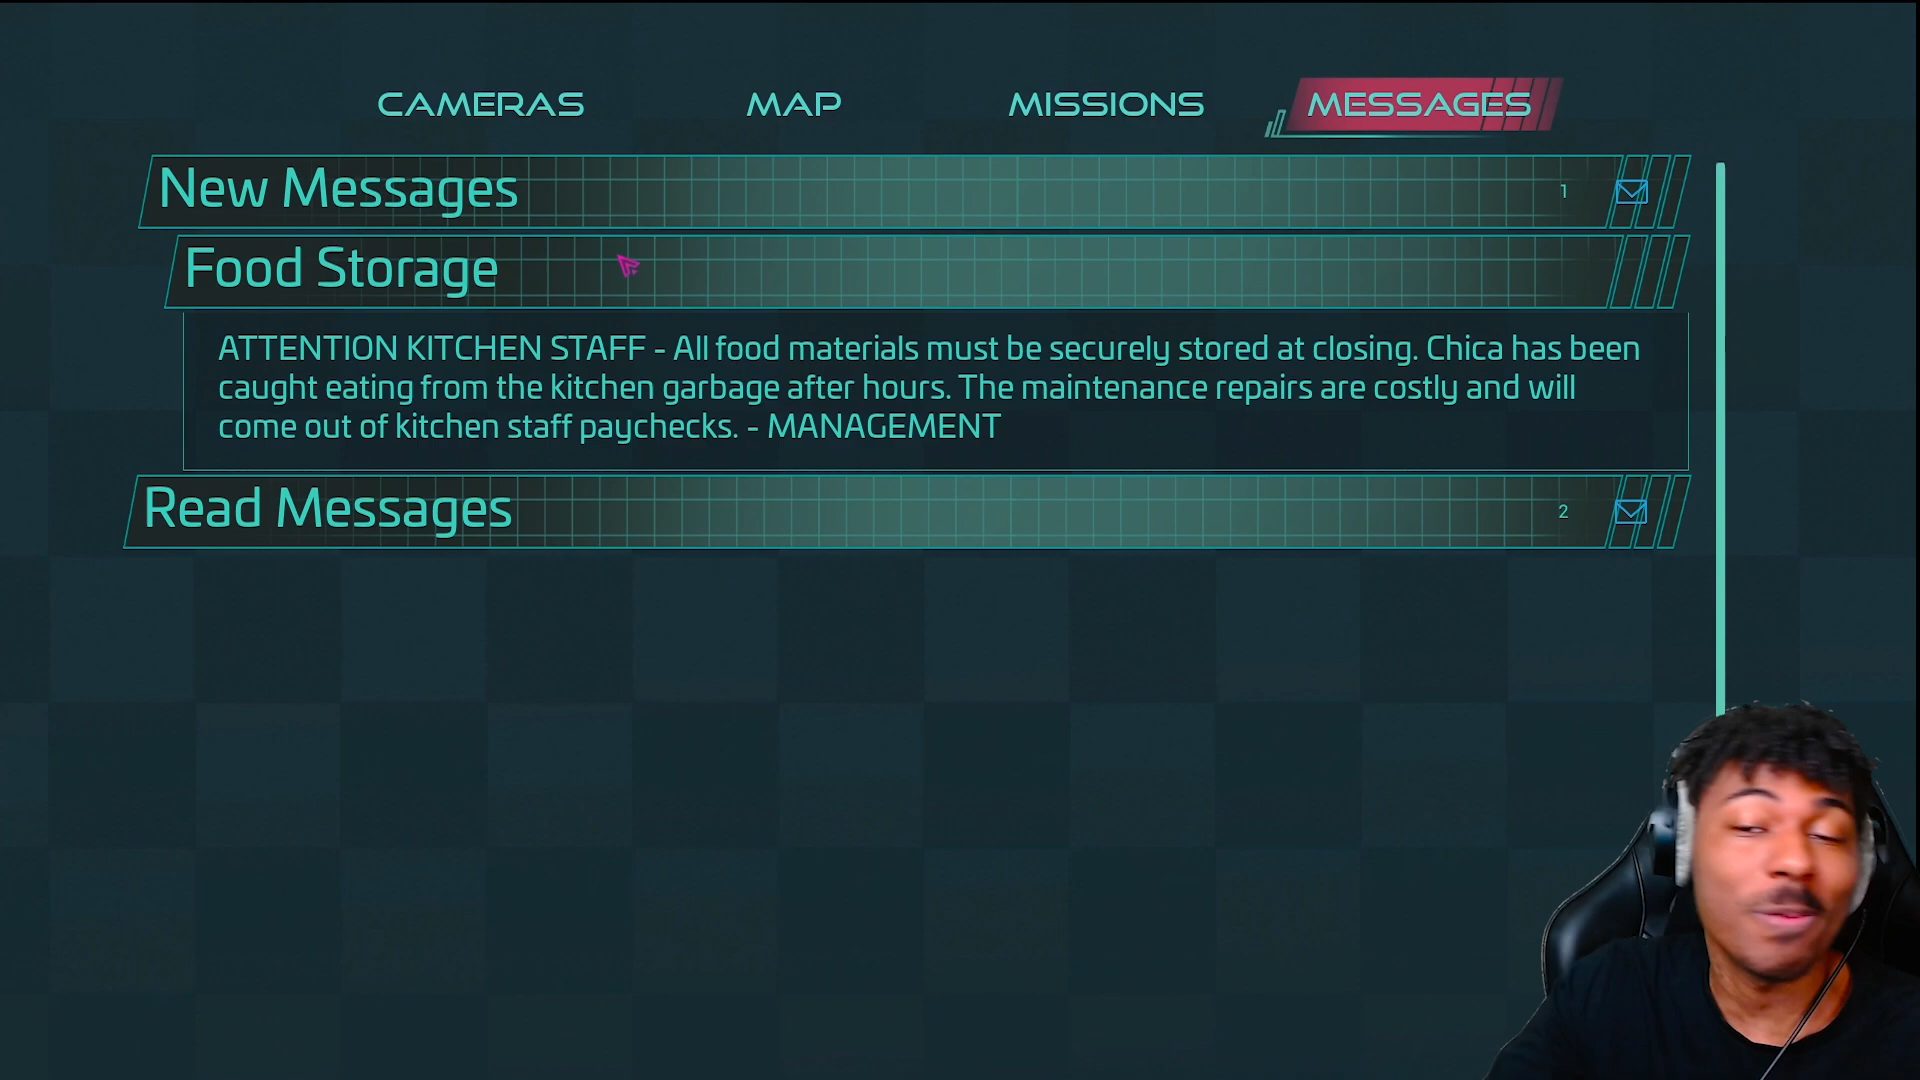 CAMERAS MAP MISSIONS MESSAGES
New Messages 1
Food Storage
ATTENTION KITCHEN STAFF - All food materials must be securely stored at closing. Chica has been
caught eating from the kitchen garbage after hours. The maintenance repairs are costly and will
come out of kitchen staff paychecks. - MANAGEMENT
Read Messages 2